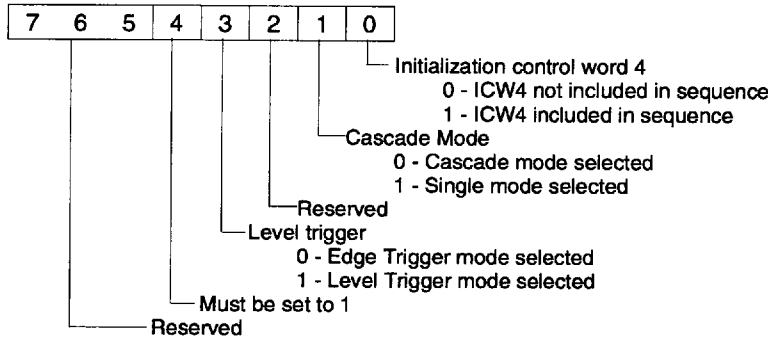 7 6 5 4 3 2 1 0
Initialization control word 4
0 - ICW4 not included in sequence
1 - ICW4 included in sequence
Cascade Mode
0 - Cascade mode selected
1 - Single mode selected
Reserved
Level trigger
0 - Edge Trigger mode selected
1 - Level Trigger mode selected
Must be set to 1
Reserved